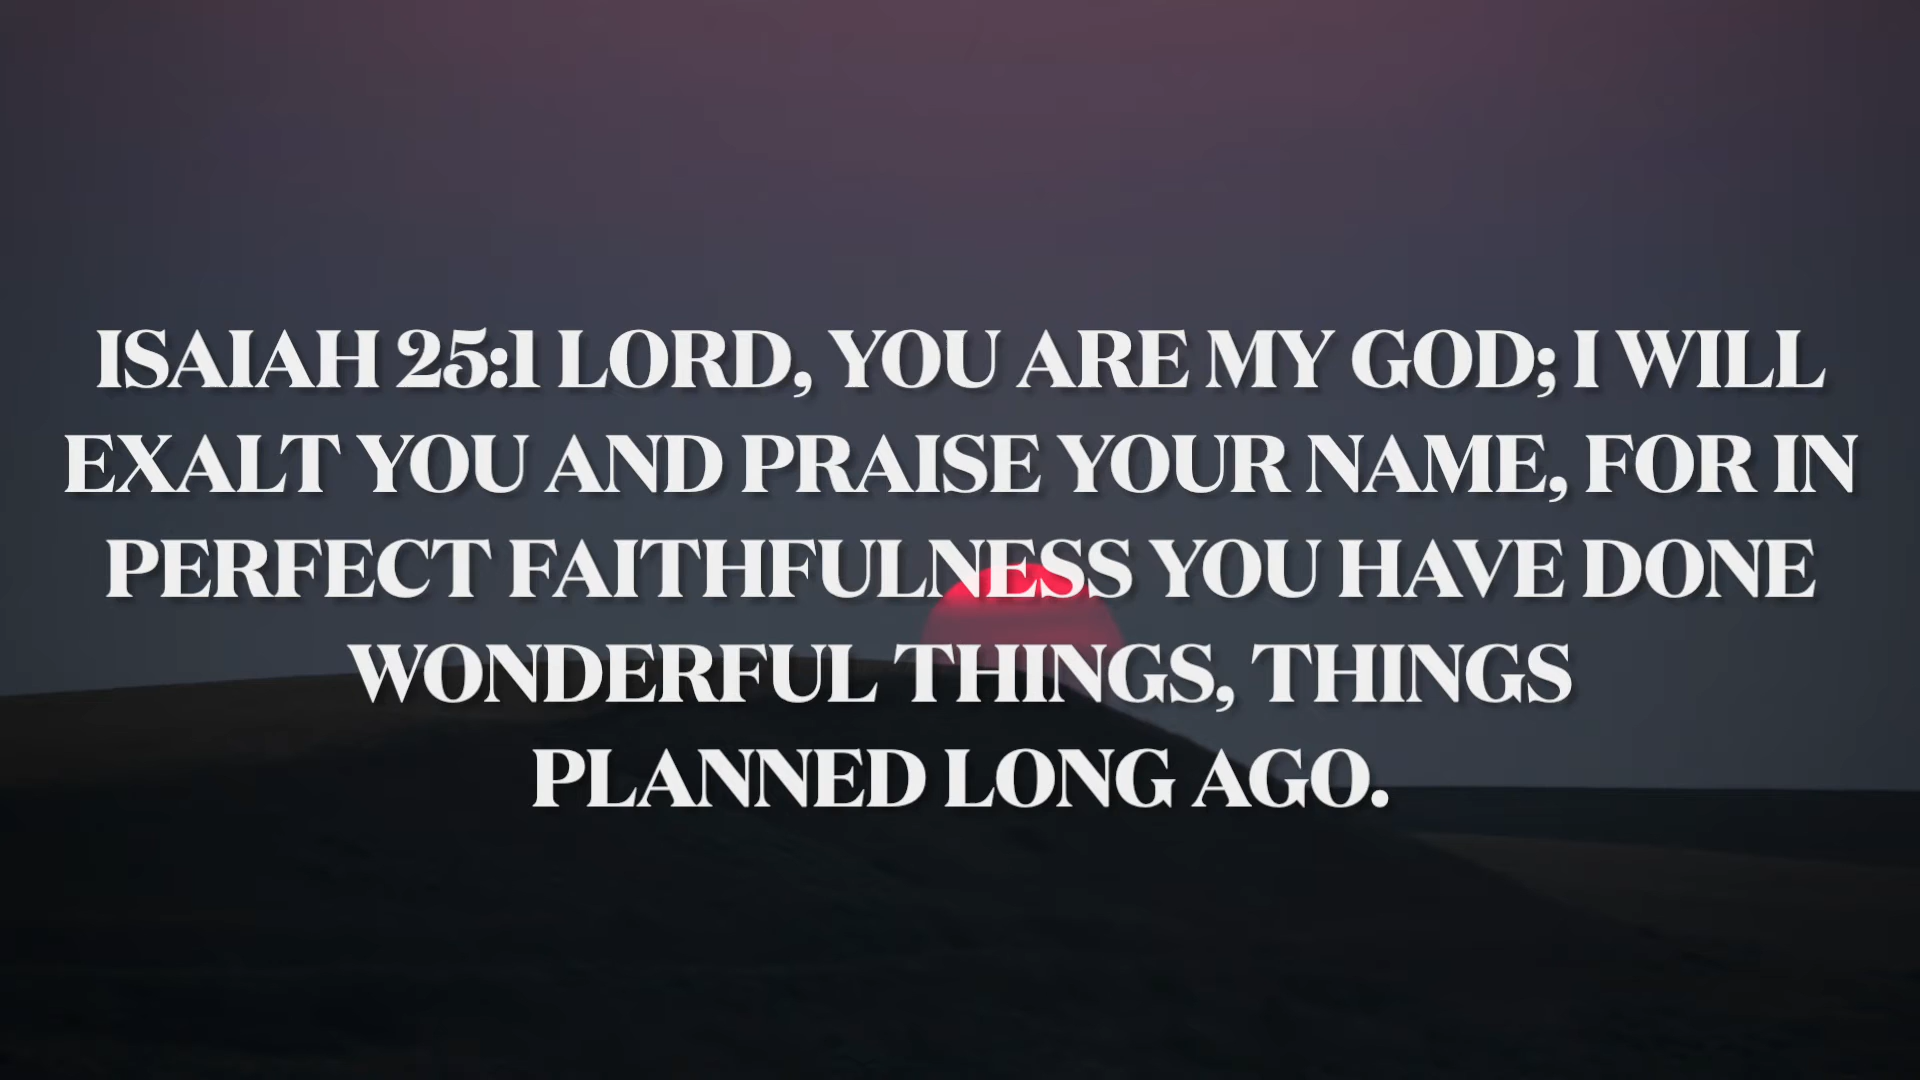 ISAIAH 25:1 LORD, YOU ARE MY GOD; I WILL
EXALT YOU AND PRAISE YOUR NAME, FOR IN
PERFECT FAITHFULNESS YOU HAVE DONE
WONDERFUL THINGS, THINGS
PLANNED LONG AGO.